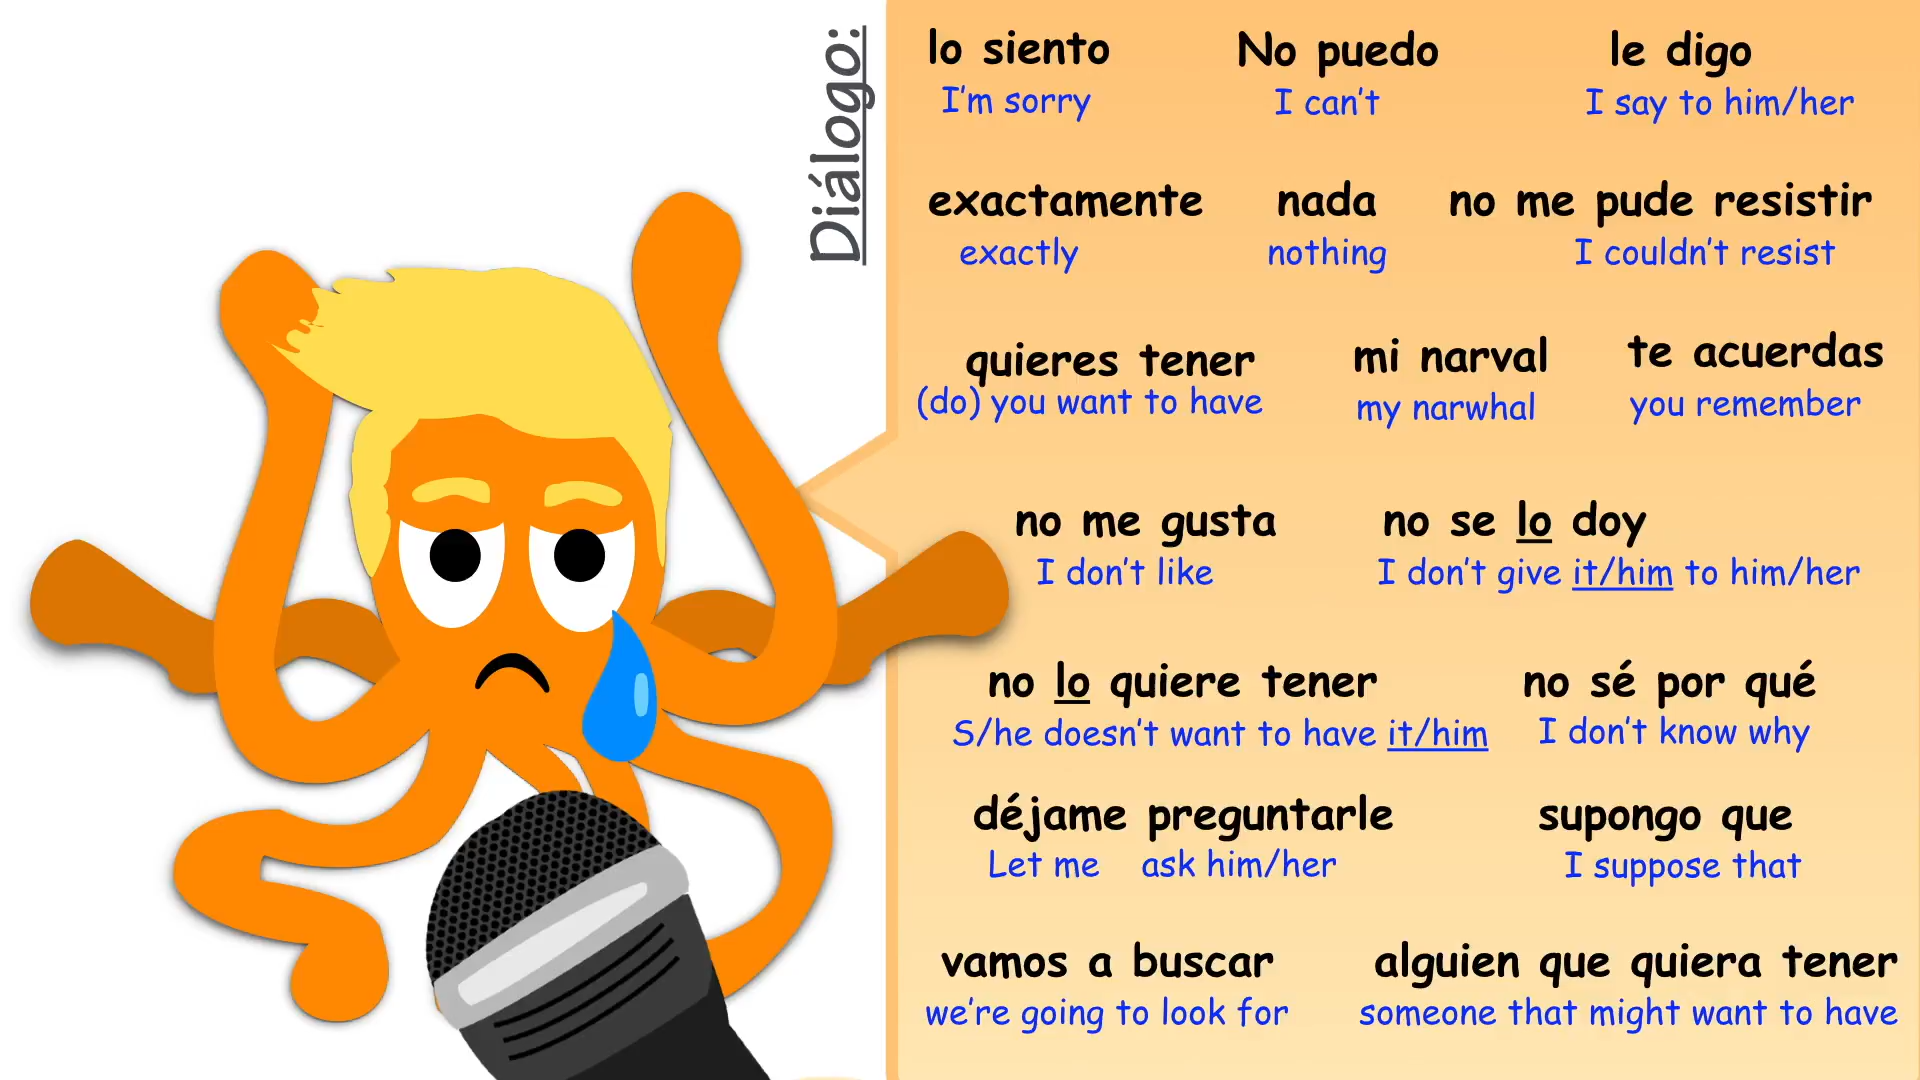 Diálogo:
lo siento No puedo le digo
I'm sorry I can't I say to him/her
exactamente nada no me pude resistir
exactly nothing I couldn't resist
quieres tener mi narval te acuerdas
(do) you want to have my narwhal you remember
no me gusta no se lo doy
I don't like I don't give it/him to him/her
no lo quiere tener no sé por qué
S/he doesn't want to have it/him I don't know why
déjame preguntarle supongo que
Let me ask him/her I suppose that
vamos a buscar alguien que quiera tener
we're going to look for someone that might want to have